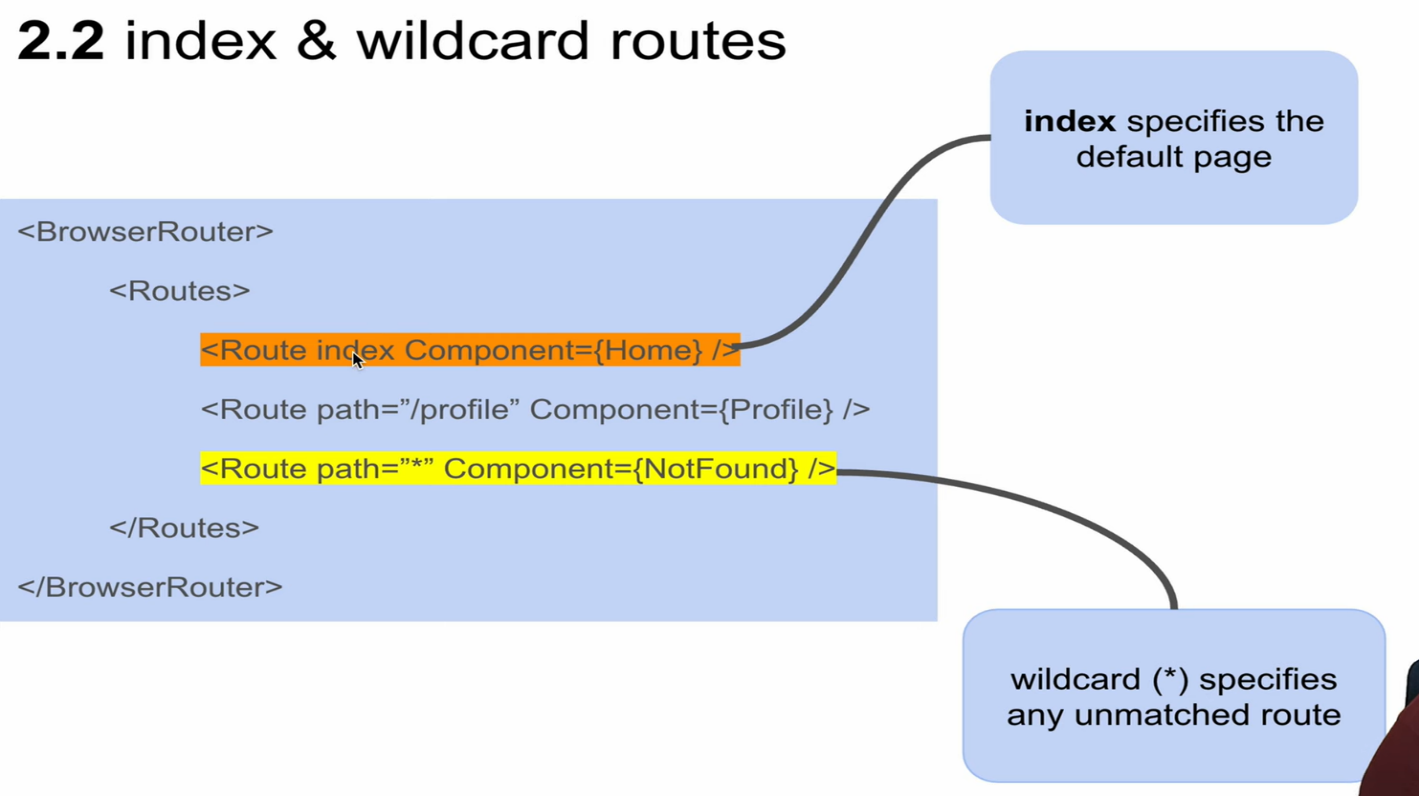 2.2 index & wildcard routes
index specifies the
default page
<BrowserRouter>
<Routes>
<Route index Component={Home} />
<Route path=”/profile” Component={Profile} />
<Route path=”*” Component={NotFound} />
</Routes>
</BrowserRouter>
wildcard (*) specifies
any unmatched route